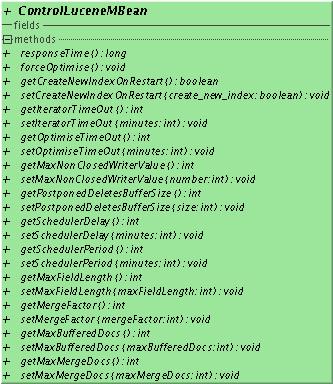 + ControlLuceneMBean
fields
methods
+ responseTime():long
+ forceOptimise():void
+ getCreateNewIndexOnRestart():boolean
+ setCreateNewIndexOnRestart(create_new_index:boolean):void
+ getIteratorTimeOut():int
+ setIteratorTimeOut(minutes:int):void
+ getOptimiseTimeOut():int
+ setOptimiseTimeOut(minutes:int):void
+ getMaxNonClosedWriterValue():int
+ setMaxNonClosedWriterValue(number:int):void
+ getPostponedDeletesBufferSize():int
+ setPostponedDeletesBufferSize(size:int):void
+ getSchedulerDelay():int
+ setSchedulerDelay(minutes:int):void
+ getSchedulerPeriod():int
+ setSchedulerPeriod(minutes:int):void
+ getMaxFieldLength():int
+ setMaxFieldLength(maxFieldLength:int):void
+ getMergeFactor():int
+ setMergeFactor(mergeFactor:int):void
+ getMaxBufferedDocs():int
+ setMaxBufferedDocs(maxBufferedDocs:int):void
+ getMaxMergeDocs():int
+ setMaxMergeDocs(maxMergeDocs:int):void